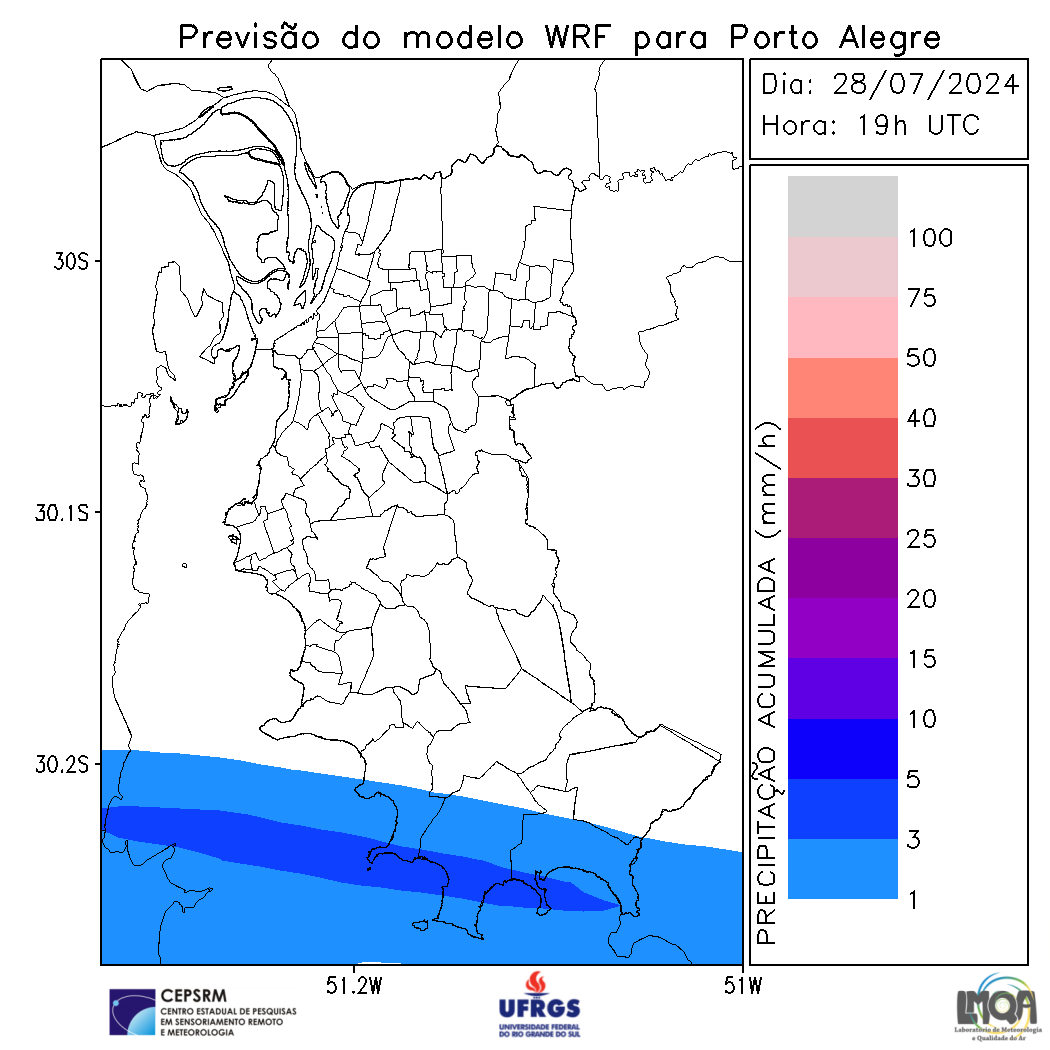 Previsão do modelo WRF para Porto Alegre
Dia: 28/07/2024
Hora: 19h UTC
100
75
50
40
30
25
20
15
10
5
3
1
PRECIPITAÇÃO ACUMULADA (mm/h)
30S
30.1S
30.2S
51.2W
51W
CEPSRM
CENTRO ESTADUAL DE PESQUISAS
EM SENSORIAMENTO REMOTO
E METEOROLOGIA
UFRGS
UNIVERSIDADE FEDERAL
DO RIO GRANDE DO SUL
LMQA
Laboratório de Meteorologia
e Qualidade do Ar